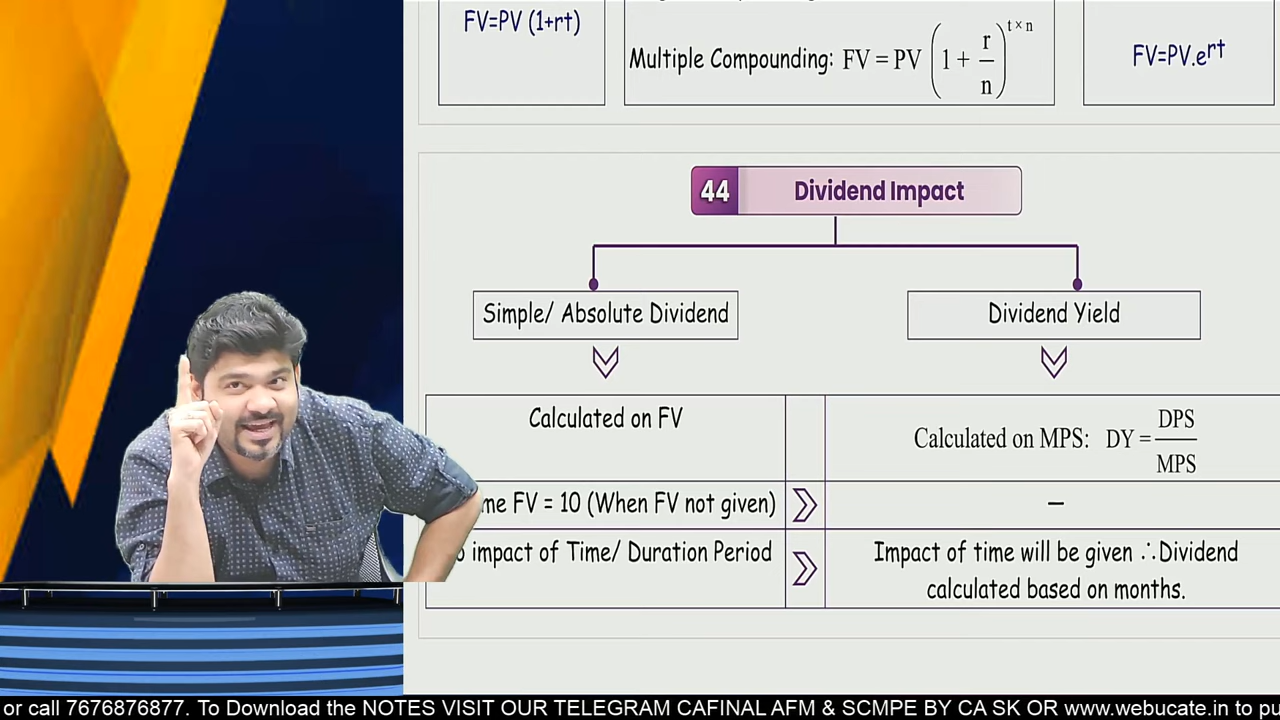 FV=PV (1+rt)
Multiple Compounding: FV = PV (1 + r/n)^t × n
FV=PV.e^rt
44 Dividend Impact
Simple/ Absolute Dividend
Dividend Yield
Calculated on FV
Calculated on MPS: DY = DPS/MPS
FV = 10 (When FV not given)
–
impact of Time/ Duration Period
Impact of time will be given ∴ Dividend
calculated based on months.
or call 7676876877. To Download the NOTES VISIT OUR TELEGRAM CAFINAL AFM & SCMPE BY CA SK OR www.webucate.in to pu